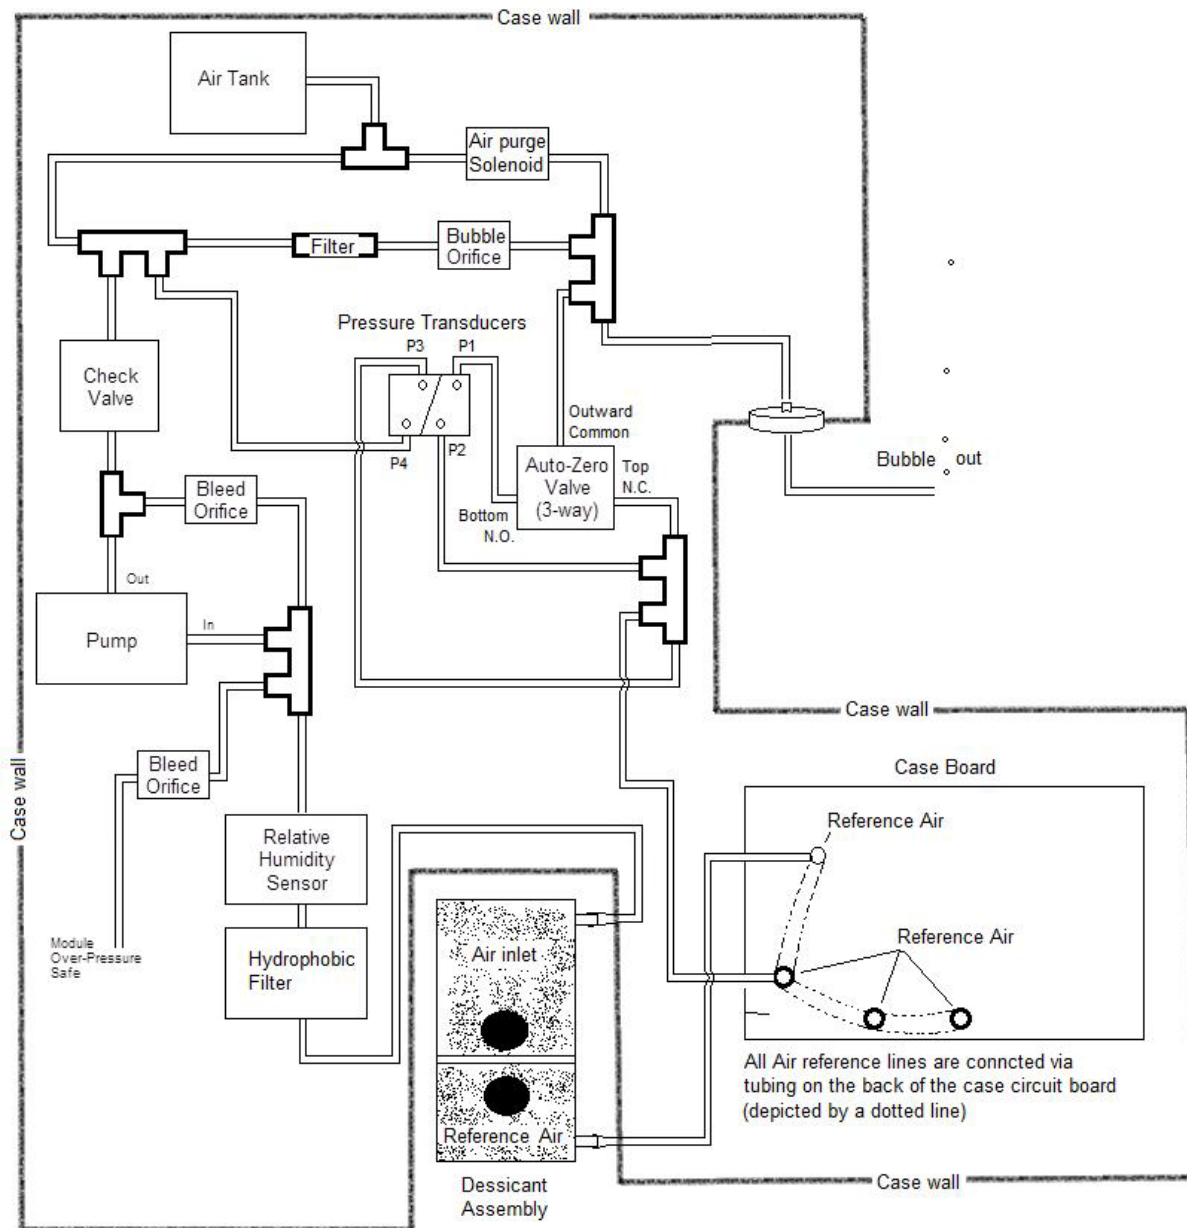 Case wall
Air Tank
Air purge
Solenoid
Filter
Bubble
Orifice
Pressure Transducers
P3
P1
P4
P2
Check
Valve
Outward
Common
Auto-Zero
Valve
(3-way)
Top
N.C.
Bottom
N.O.
Bubble out
Bleed
Orifice
Out
Pump
In
Case wall
Case wall
Bleed
Orifice
Case Board
Reference Air
Relative
Humidity
Sensor
Module
Over-Pressure
Safe
Hydrophobic
Filter
Air inlet
Reference Air
Reference Air
All Air reference lines are conncted via
tubing on the back of the case circuit board
(depicted by a dotted line)
Dessicant
Assembly
Case wall